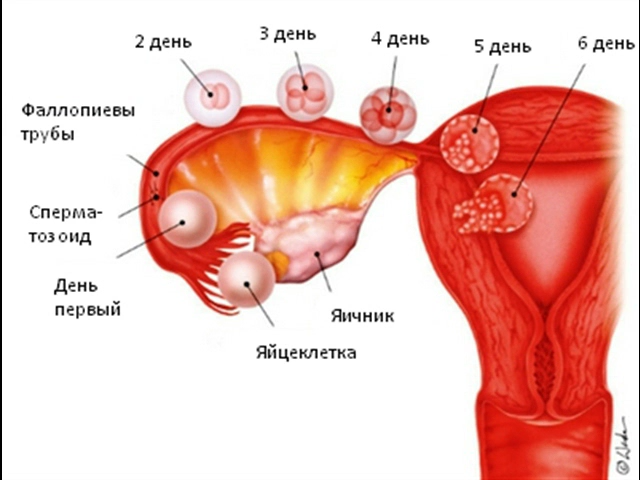 2 день
3 день
4 день
5 день
6 день
Фаллопиевы
трубы
Сперма-
тозоид
День
первый
Яичник
Яйцеклетка